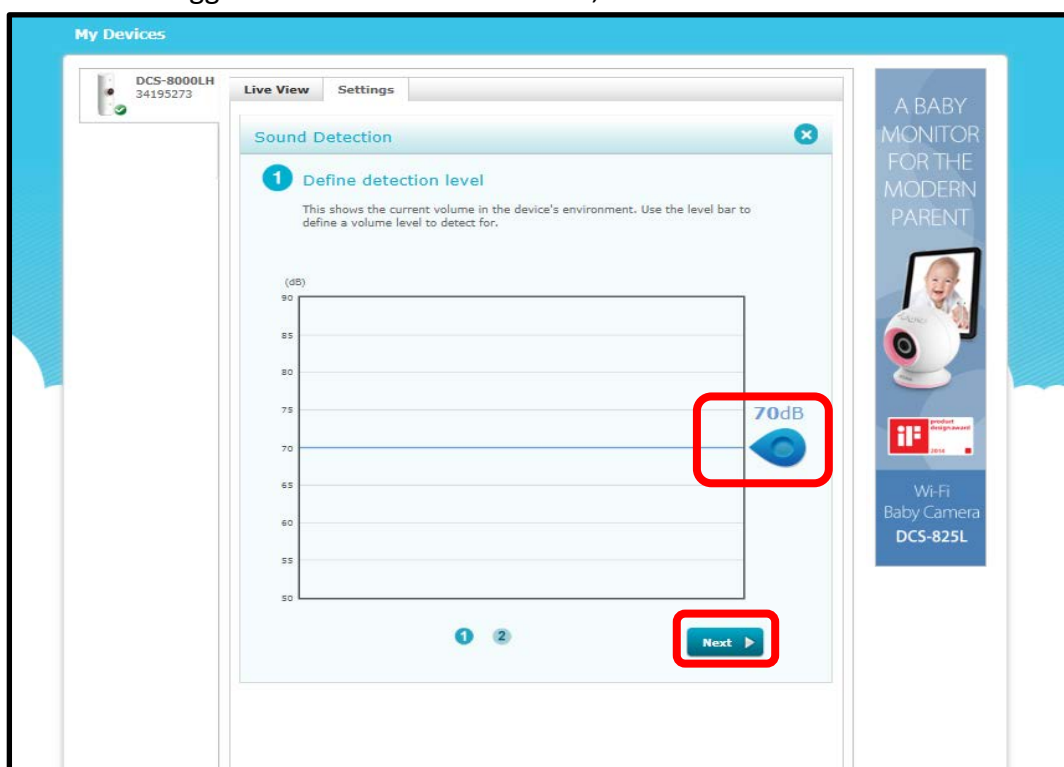 My Devices
DCS-8000LH
34195273
Live View
Settings
Sound Detection
1 Define detection level
This shows the current volume in the device's environment. Use the level bar to
define a volume level to detect for.
(dB)
90
85
80
75
70
65
60
55
50
70dB
1 2
Next
A BABY
MONITOR
FOR THE
MODERN
PARENT
iF
product
design award
2014
Wi-Fi
Baby Camera
DCS-825L